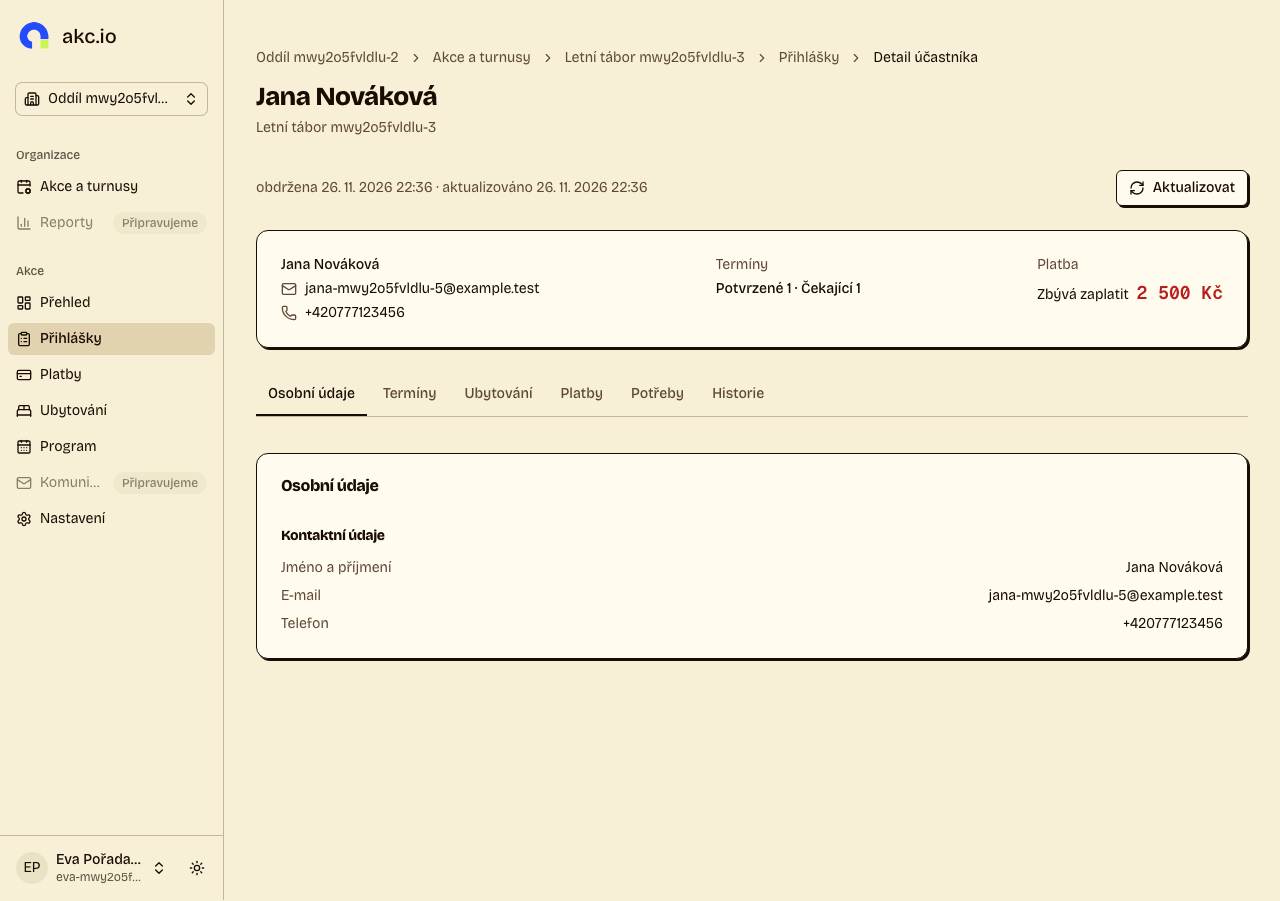 akc.io
Oddíl mwy2o5fvl...
Organizace
Akce a turnusy
Reporty Připravujeme
Akce
Přehled
Přihlášky
Platby
Ubytování
Program
Komuni... Připravujeme
Nastavení
EP
Eva Pořada...
eva-mwy2o5f...
Oddíl mwy2o5fvldlu-2 Akce a turnusy Letní tábor mwy2o5fvldlu-3 Přihlášky Detail účastníka
Jana Nováková
Letní tábor mwy2o5fvldlu-3
obdržena 26. 11. 2026 22:36 · aktualizováno 26. 11. 2026 22:36
Aktualizovat
Jana Nováková
jana-mwy2o5fvldlu-5@example.test
+420777123456
Termíny
Potvrzené 1 · Čekající 1
Platba
Zbývá zaplatit 2 500 Kč
Osobní údaje Termíny Ubytování Platby Potřeby Historie
Osobní údaje
Kontaktní údaje
Jméno a příjmení Jana Nováková
E-mail jana-mwy2o5fvldlu-5@example.test
Telefon +420777123456